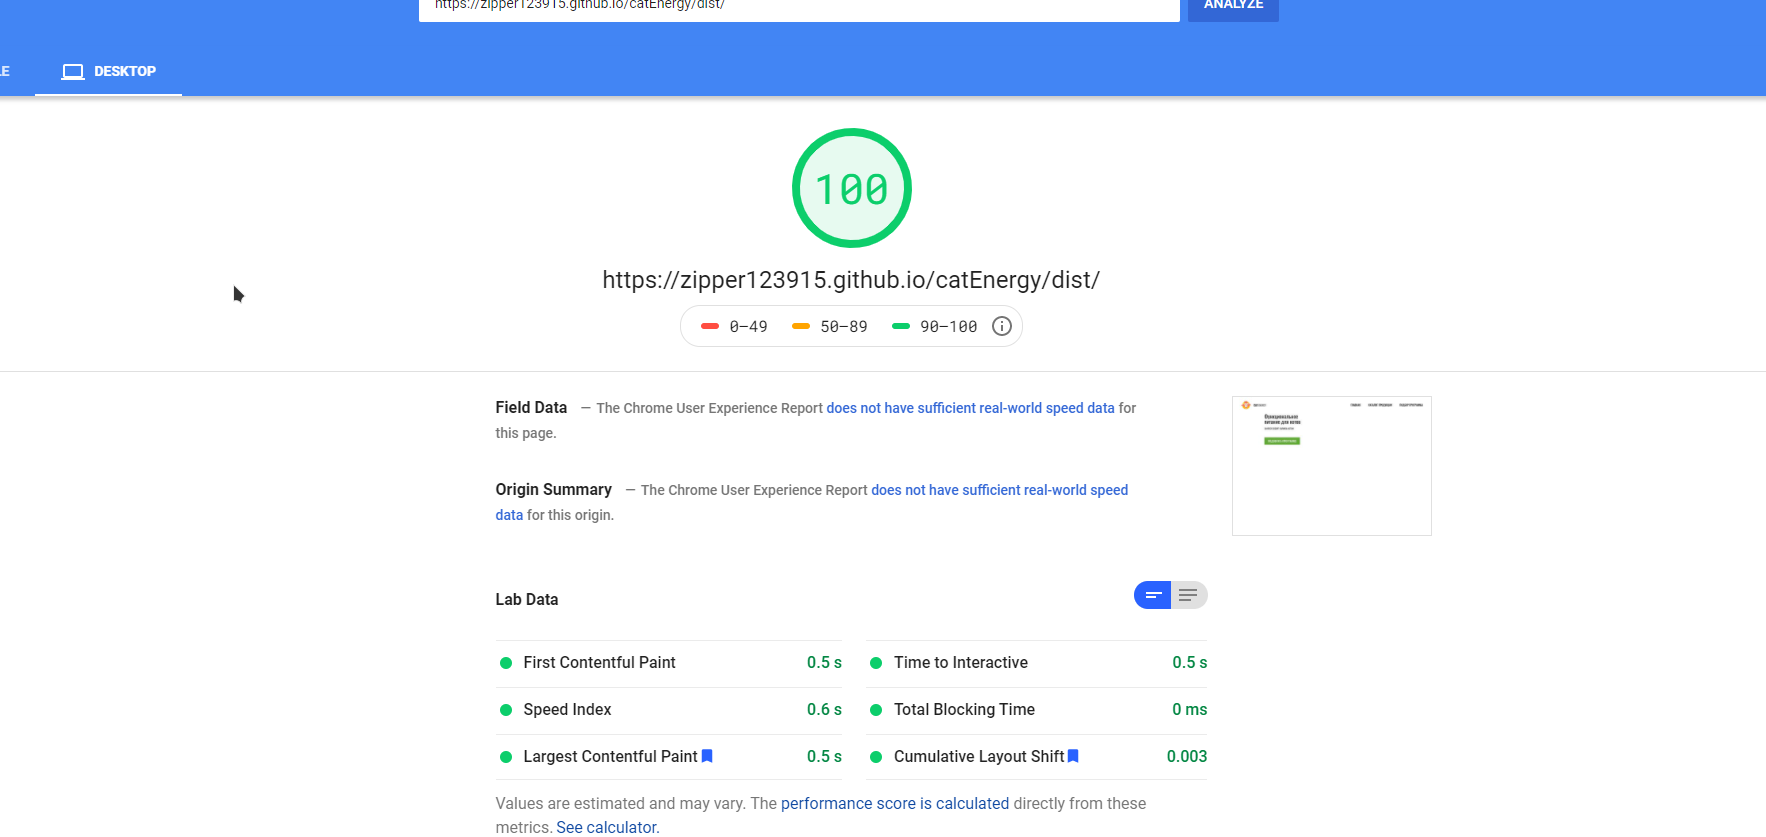 https://zipper123915.github.io/catEnergy/dist/
ANALYZE
LE
DESKTOP
100
https://zipper123915.github.io/catEnergy/dist/
0–49 50–89 90–100
Field Data — The Chrome User Experience Report does not have sufficient real-world speed data for
this page.
Origin Summary — The Chrome User Experience Report does not have sufficient real-world speed
data for this origin.
Функциональное
питание для котов
Lab Data
First Contentful Paint 0.5 s
Time to Interactive 0.5 s
Speed Index 0.6 s
Total Blocking Time 0 ms
Largest Contentful Paint 0.5 s
Cumulative Layout Shift 0.003
Values are estimated and may vary. The performance score is calculated directly from these
metrics. See calculator.